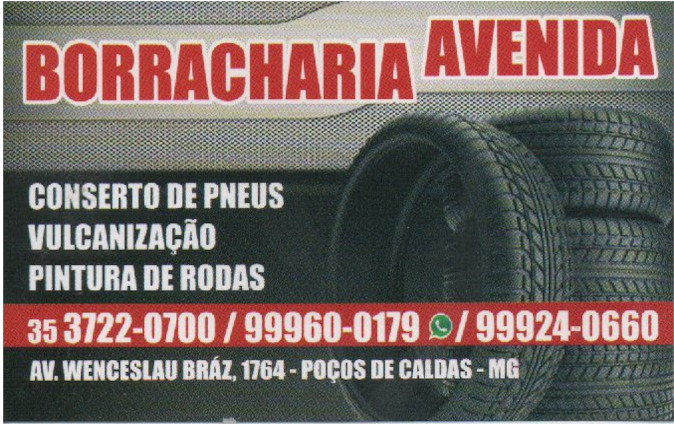 BORRACHARIA AVENIDA
CONSERTO DE PNEUS
VULCANIZAÇÃO
PINTURA DE RODAS
35 3722-0700 / 99960-0179 / 99924-0660
AV. WENCESLAU BRÁZ, 1764 - POÇOS DE CALDAS - MG